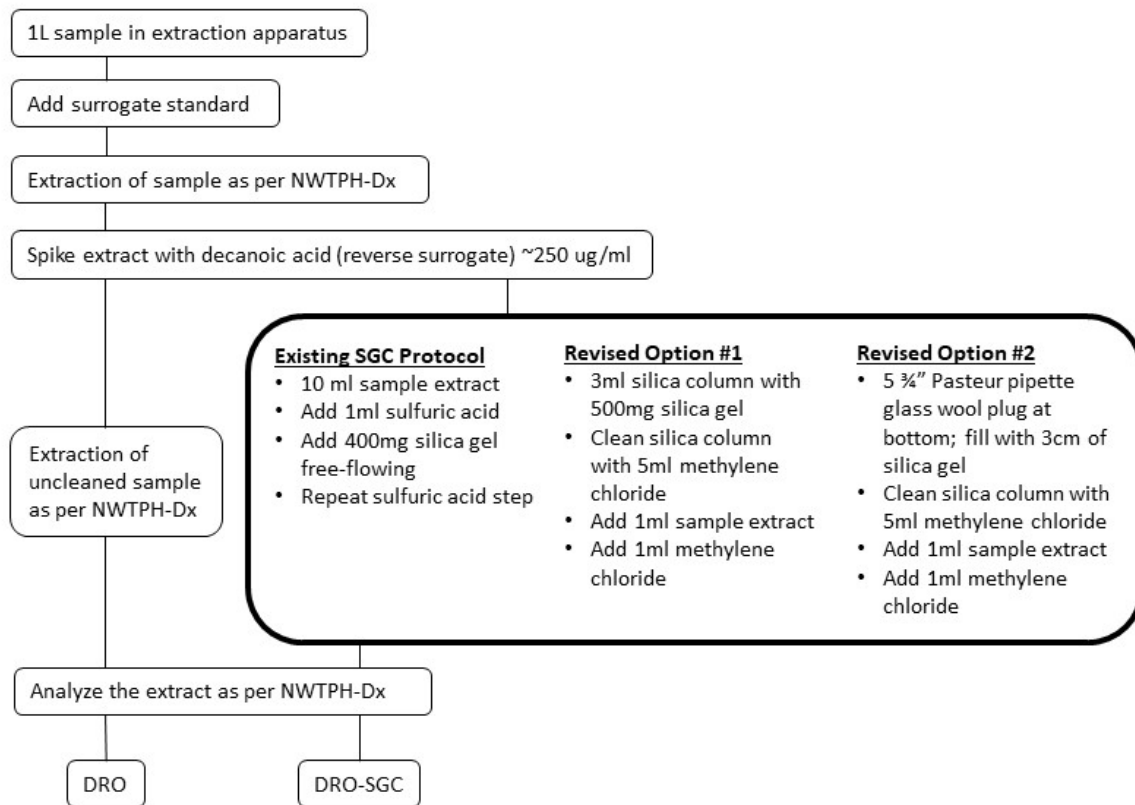 1L sample in extraction apparatus
Add surrogate standard
Extraction of sample as per NWTPH-Dx
Spike extract with decanoic acid (reverse surrogate) ~250 ug/ml
Extraction of
uncleaned sample
as per NWTPH-Dx
Existing SGC Protocol
• 10 ml sample extract
• Add 1ml sulfuric acid
• Add 400mg silica gel
free-flowing
• Repeat sulfuric acid step
Revised Option #1
• 3ml silica column with
500mg silica gel
• Clean silica column
with 5ml methylene
chloride
• Add 1ml sample extract
• Add 1ml methylene
chloride
Revised Option #2
• 5 ¾” Pasteur pipette
glass wool plug at
bottom; fill with 3cm of
silica gel
• Clean silica column with
5ml methylene chloride
• Add 1ml sample extract
• Add 1ml methylene
chloride
Analyze the extract as per NWTPH-Dx
DRO
DRO-SGC